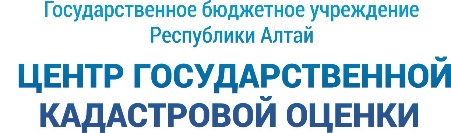 Государственное бюджетное учреждение
Республики Алтай
ЦЕНТР ГОСУДАРСТВЕННОЙ
КАДАСТРОВОЙ ОЦЕНКИ